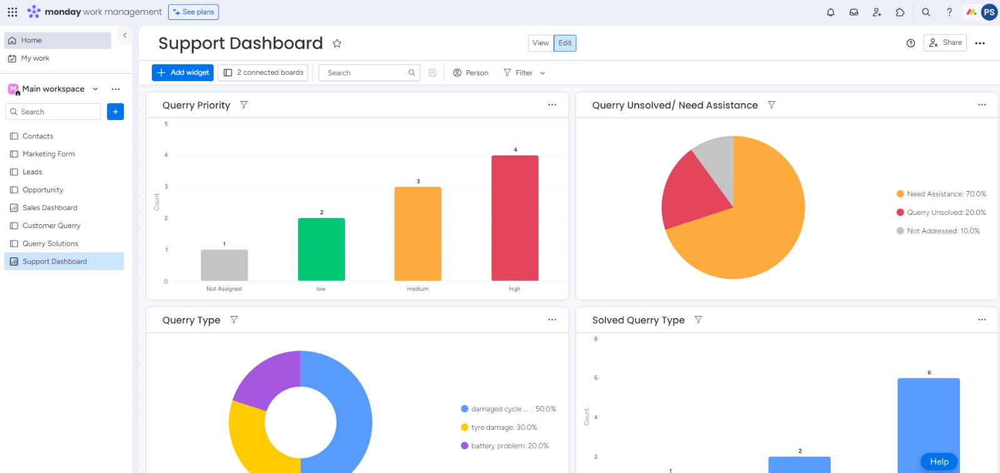 monday work management
See plans
PS
Home
My work
M
Main workspace
Search
+
Contacts
Marketing Form
Leads
Opportunity
Sales Dashboard
Customer Querry
Querry Solutions
Support Dashboard
Support Dashboard
View
Edit
Share
+ Add widget
2 connected boards
Search
Person
Filter
Querry Priority
5
4
3
2
1
0
Count
1
2
3
4
Not Assigned
low
medium
high
Querry Unsolved/ Need Assistance
Need Assistance: 70.0%
Querry Unsolved: 20.0%
Not Addressed: 10.0%
Querry Type
damaged cycle ... : 50.0%
tyre damage: 30.0%
battery problem: 20.0%
Solved Querry Type
8
6
4
2
Count
1
2
6
Help